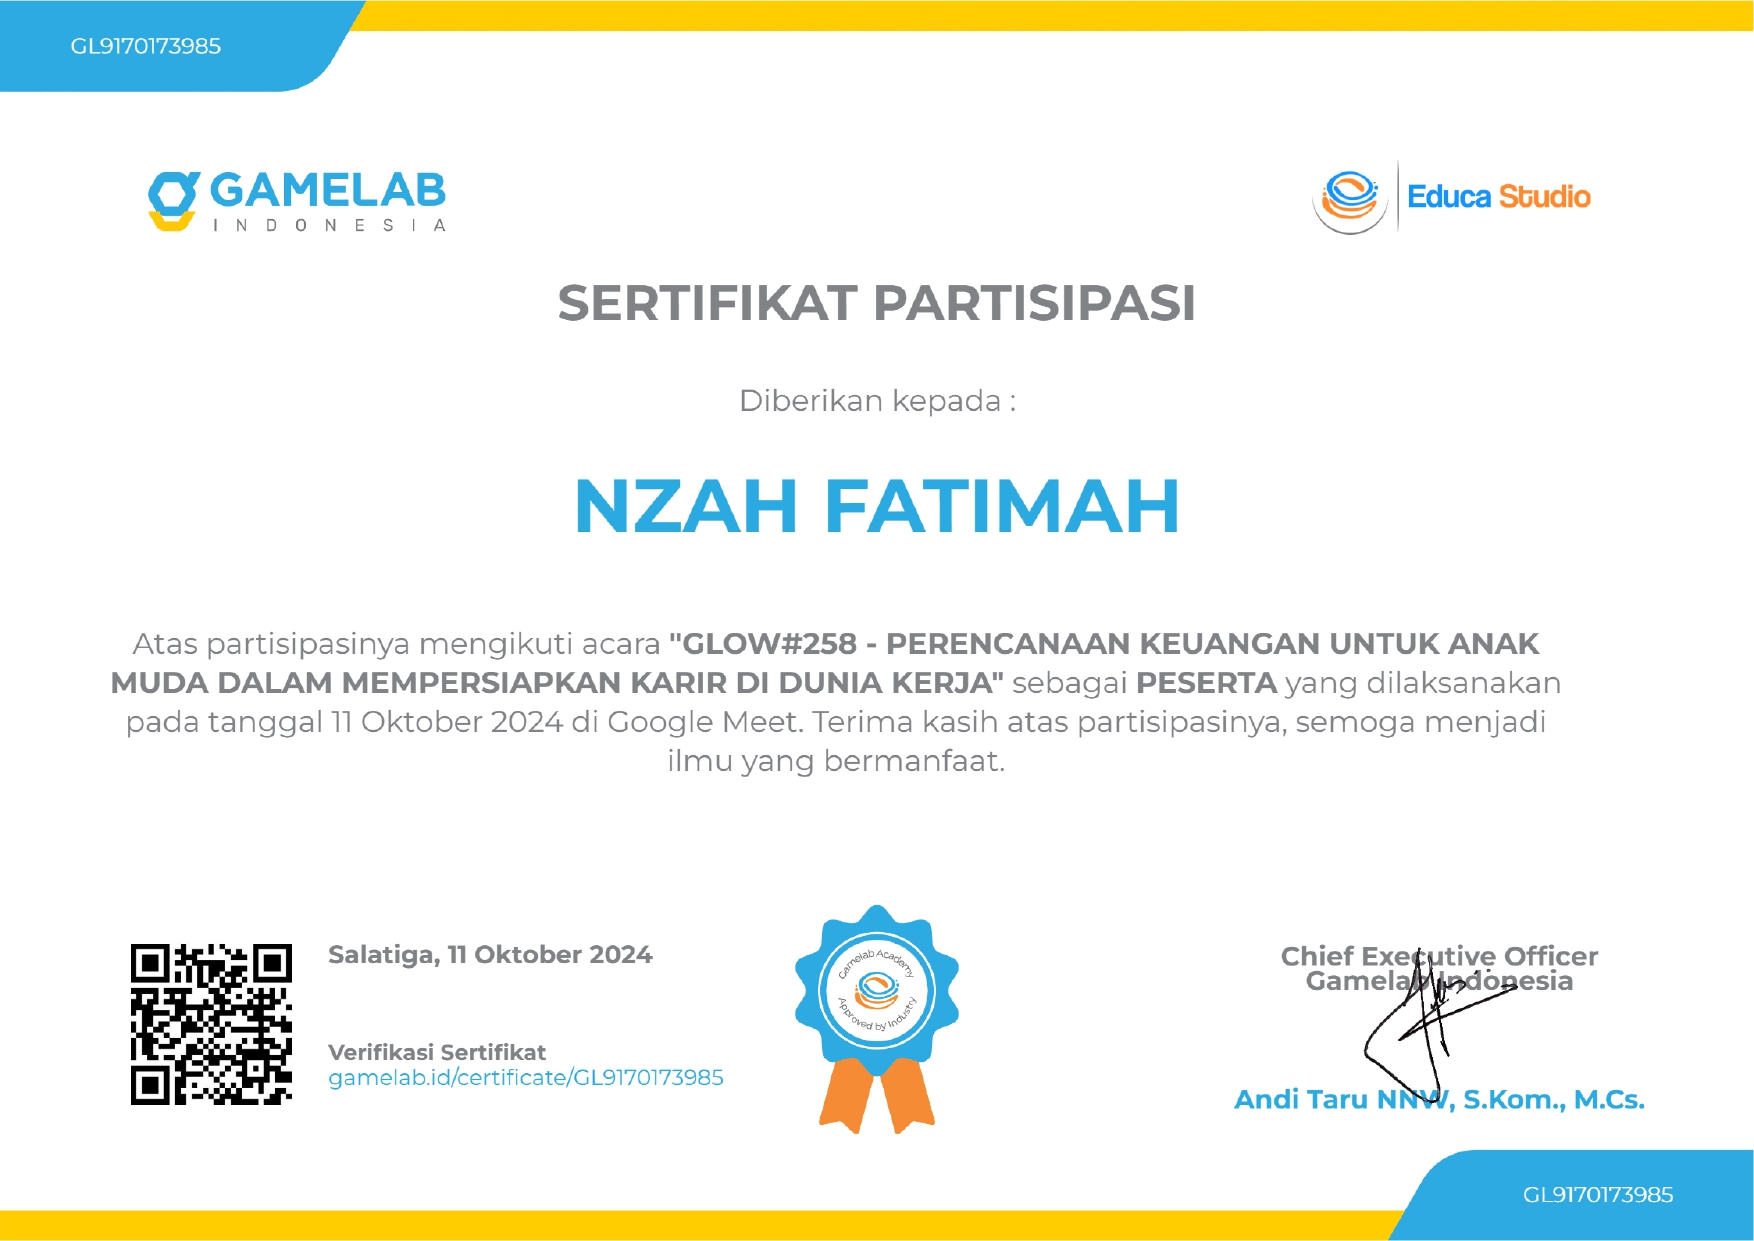 GL9170173985
GAMELAB
INDONESIA
Educa Studio
SERTIFIKAT PARTISIPASI
Diberikan kepada :
NZAH FATIMAH
Atas partisipasinya mengikuti acara "GLOW#258 - PERENCANAAN KEUANGAN UNTUK ANAK
MUDA DALAM MEMPERSIAPKAN KARIR DI DUNIA KERJA" sebagai PESERTA yang dilaksanakan
pada tanggal 11 Oktober 2024 di Google Meet. Terima kasih atas partisipasinya, semoga menjadi
ilmu yang bermanfaat.
Salatiga, 11 Oktober 2024
Verifikasi Sertifikat
gamelab.id/certificate/GL9170173985
Gamelab Academy
Approved by Industry
Chief Executive Officer
Gamelab Indonesia
Andi Taru NNW, S.Kom., M.Cs.
GL9170173985